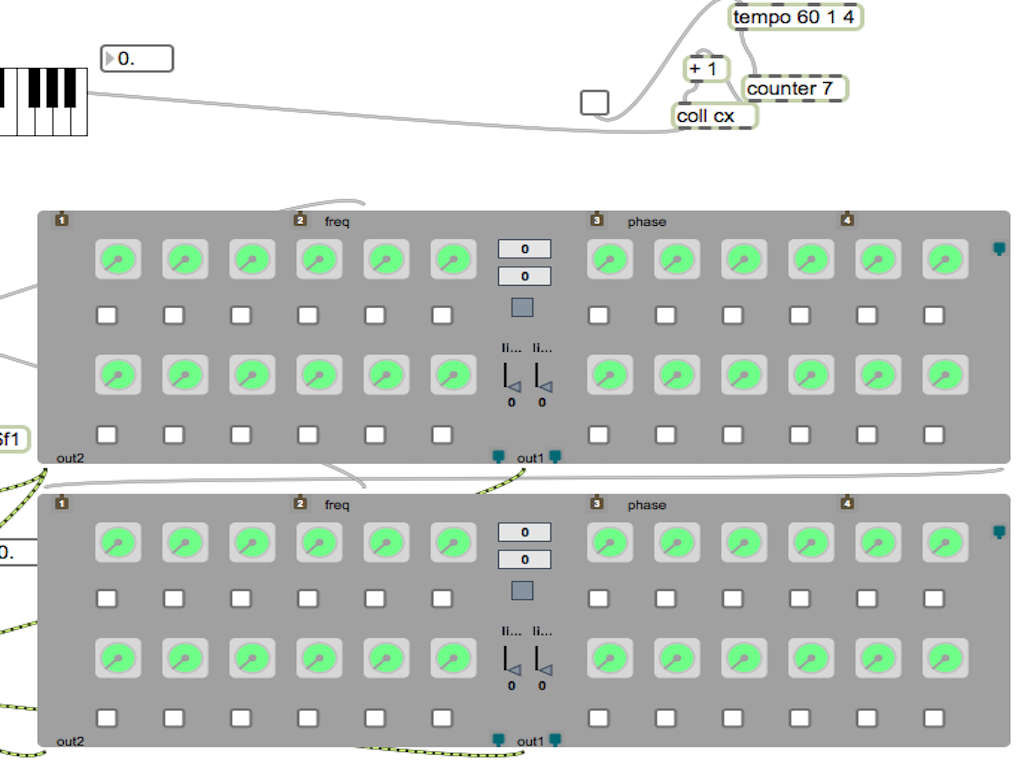 tempo 60 1 4
0.
+ 1
counter 7
coll cx
1 2 freq 3 phase 4
0
0
li... li...
0 0
$f1
out2 out1
1 2 freq 3 phase 4
0
0.
0
li... li...
0 0
out2 out1